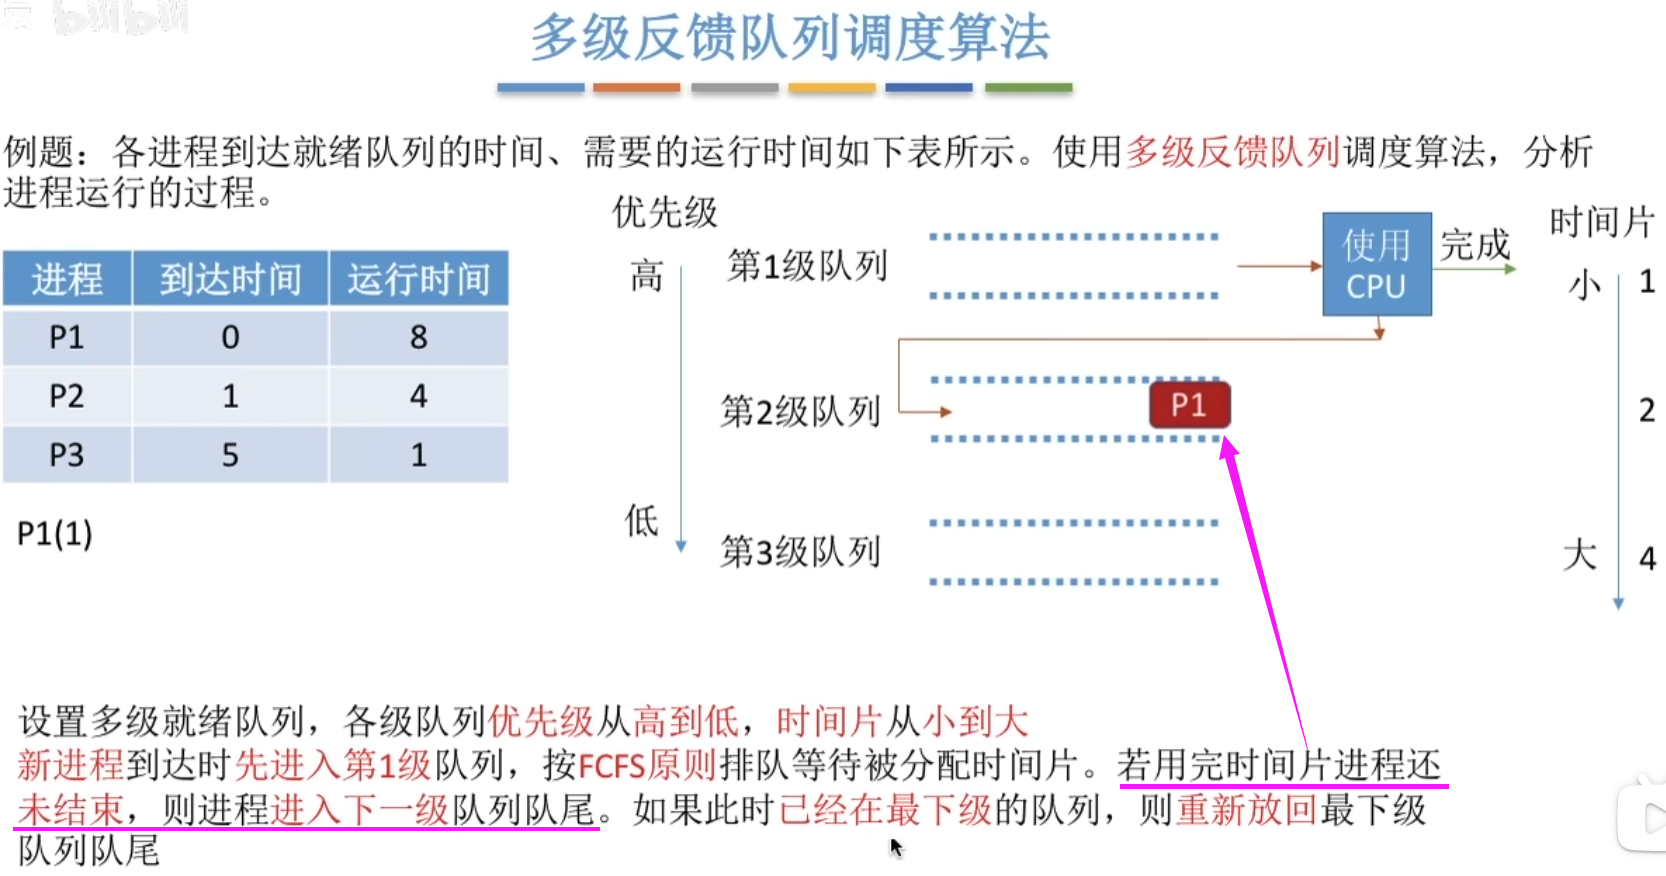 bilibili
多级反馈队列调度算法
例题：各进程到达就绪队列的时间、需要的运行时间如下表所示。使用多级反馈队列调度算法，分析
进程运行的过程。
进程 到达时间 运行时间
P1 0 8
P2 1 4
P3 5 1
P1(1)
优先级
高
低
第1级队列
第2级队列
第3级队列
P1
使用
CPU
完成
时间片
小 1
2
大 4
设置多级就绪队列，各级队列优先级从高到低，时间片从小到大
新进程到达时先进入第1级队列，按FCFS原则排队等待被分配时间片。若用完时间片进程还
未结束，则进程进入下一级队列队尾。如果此时已经在最下级的队列，则重新放回最下级
队列队尾